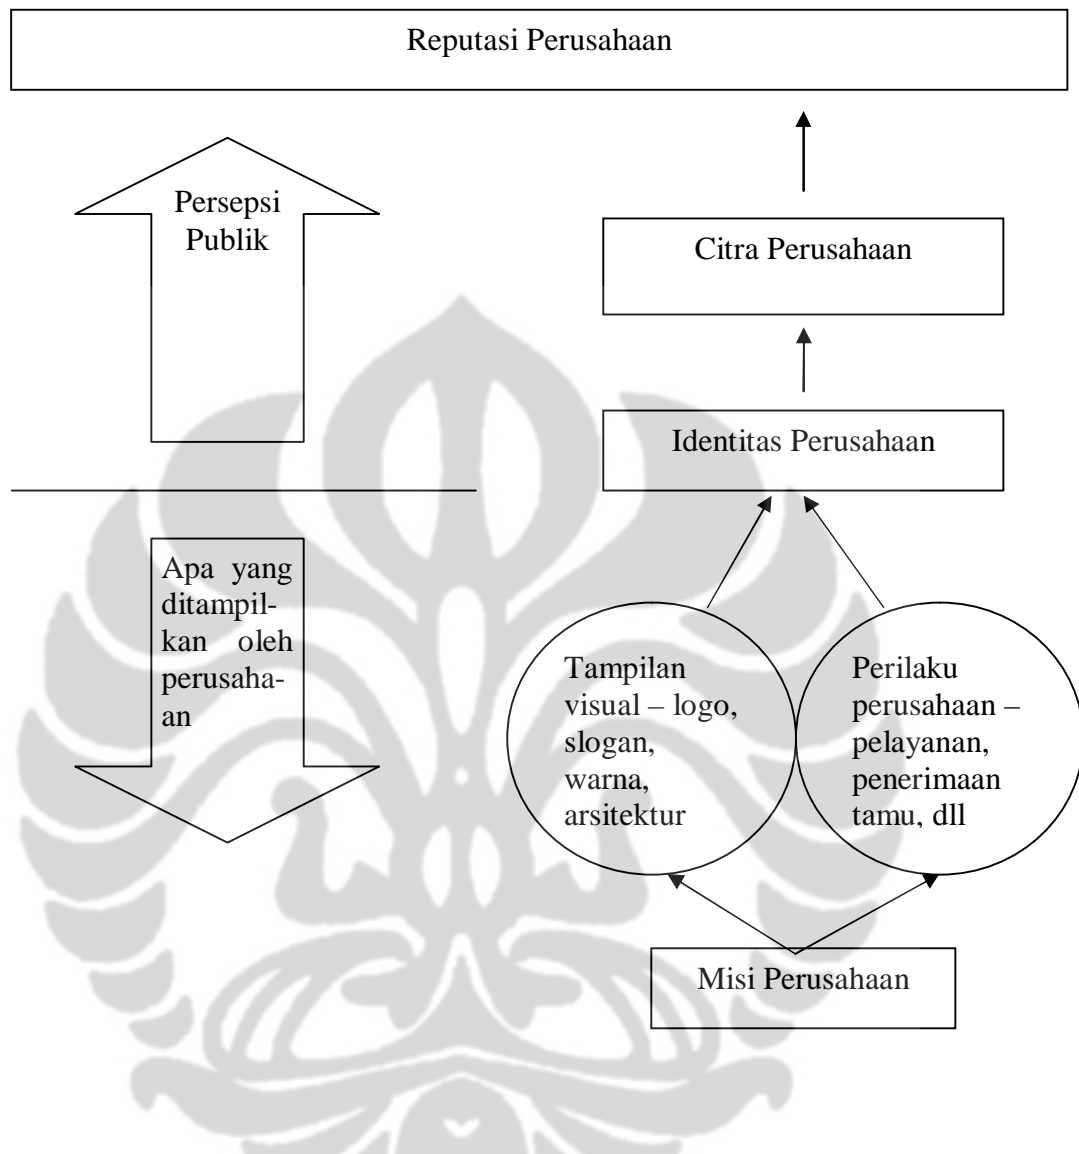 Reputasi Perusahaan
Persepsi
Publik
Citra Perusahaan
Identitas Perusahaan
Apa yang
ditampil-
kan oleh
perusaha-
an
Tampilan
visual – logo,
slogan,
warna,
arsitektur
Perilaku
perusahaan –
pelayanan,
penerimaan
tamu, dll
Misi Perusahaan